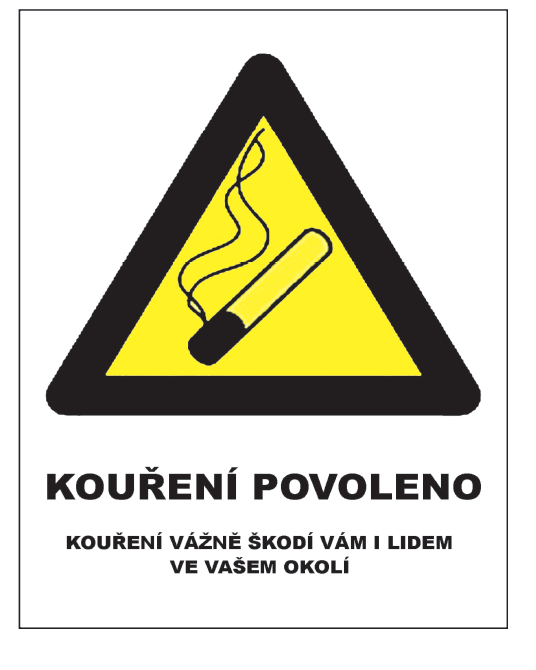 KOUŘENÍ POVOLENO
KOUŘENÍ VÁŽNĚ ŠKODÍ VÁM I LIDEM
VE VAŠEM OKOLÍ